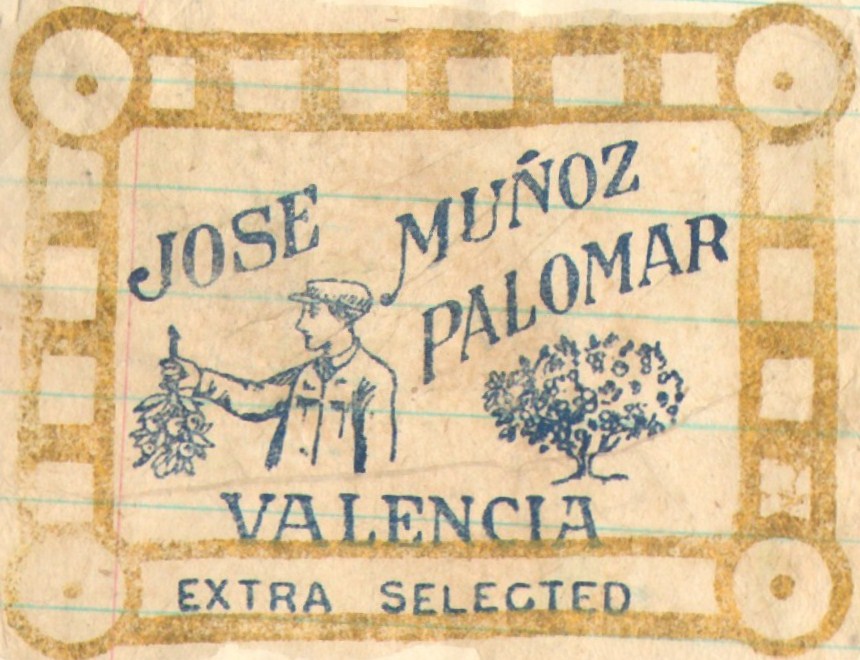 JOSE MUÑOZ
PALOMAR
VALENCIA
EXTRA SELECTED